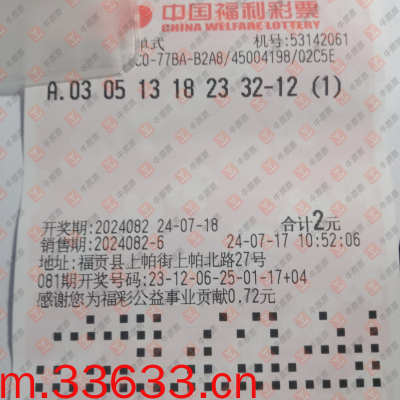 中国福利彩票
CHINA WELFARE LOTTERY
单式 机号:53142061
C0-77BA-B2A8/45004198/02C5E
A.03 05 13 18 23 32-12 (1)
开奖期:2024082 24-07-18 合计2元
销售期:2024082-6 24-07-17 10:52:06
地址:福贡县上帕街上帕北路27号
081期开奖号码:23-12-06-25-01-17+04
感谢您为福彩公益事业贡献0.72元
m.33633.cn